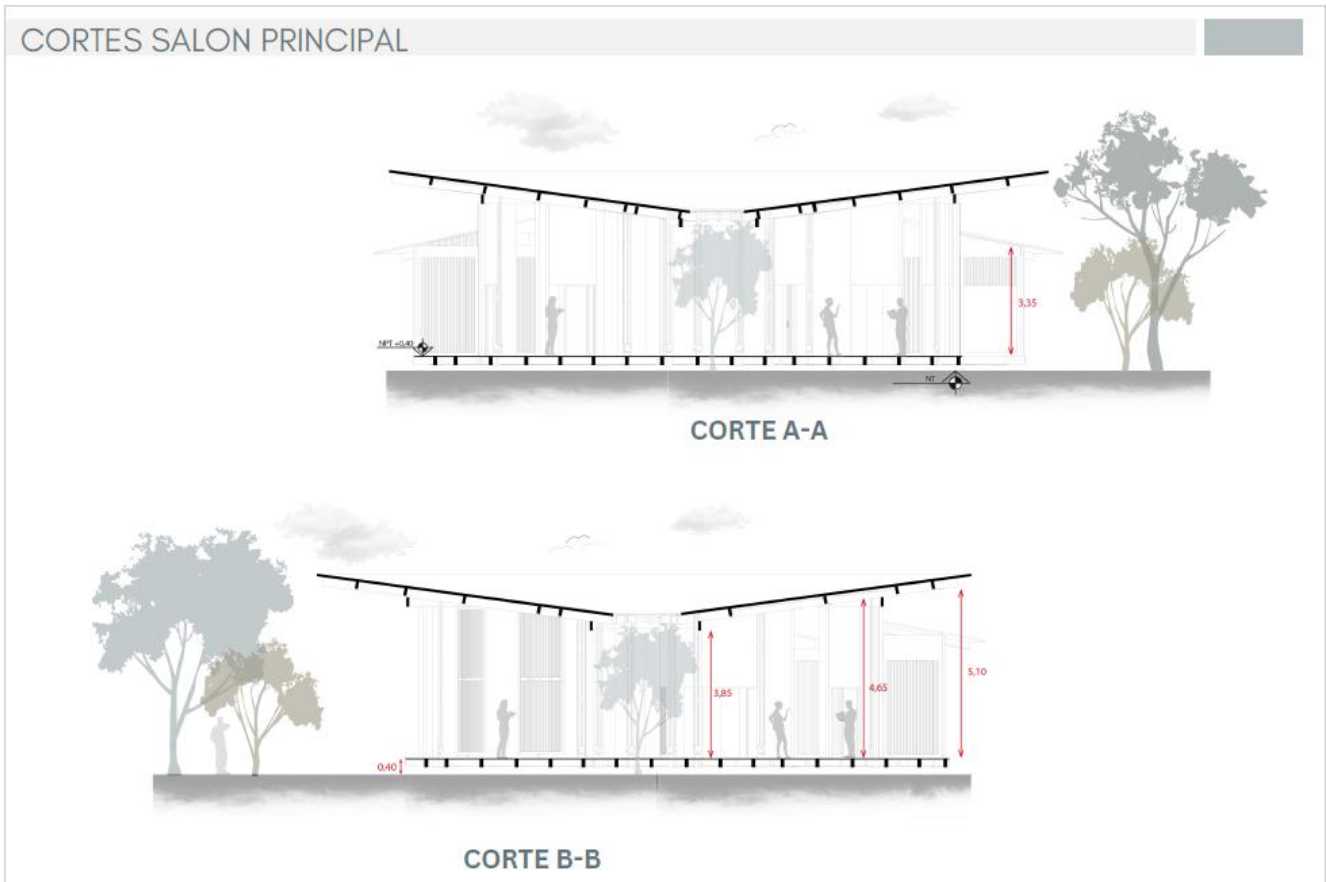 CORTES SALON PRINCIPAL
3,35
NPT +0,40
NT
CORTE A-A
3,85
4,65
5,10
0,40
CORTE B-B